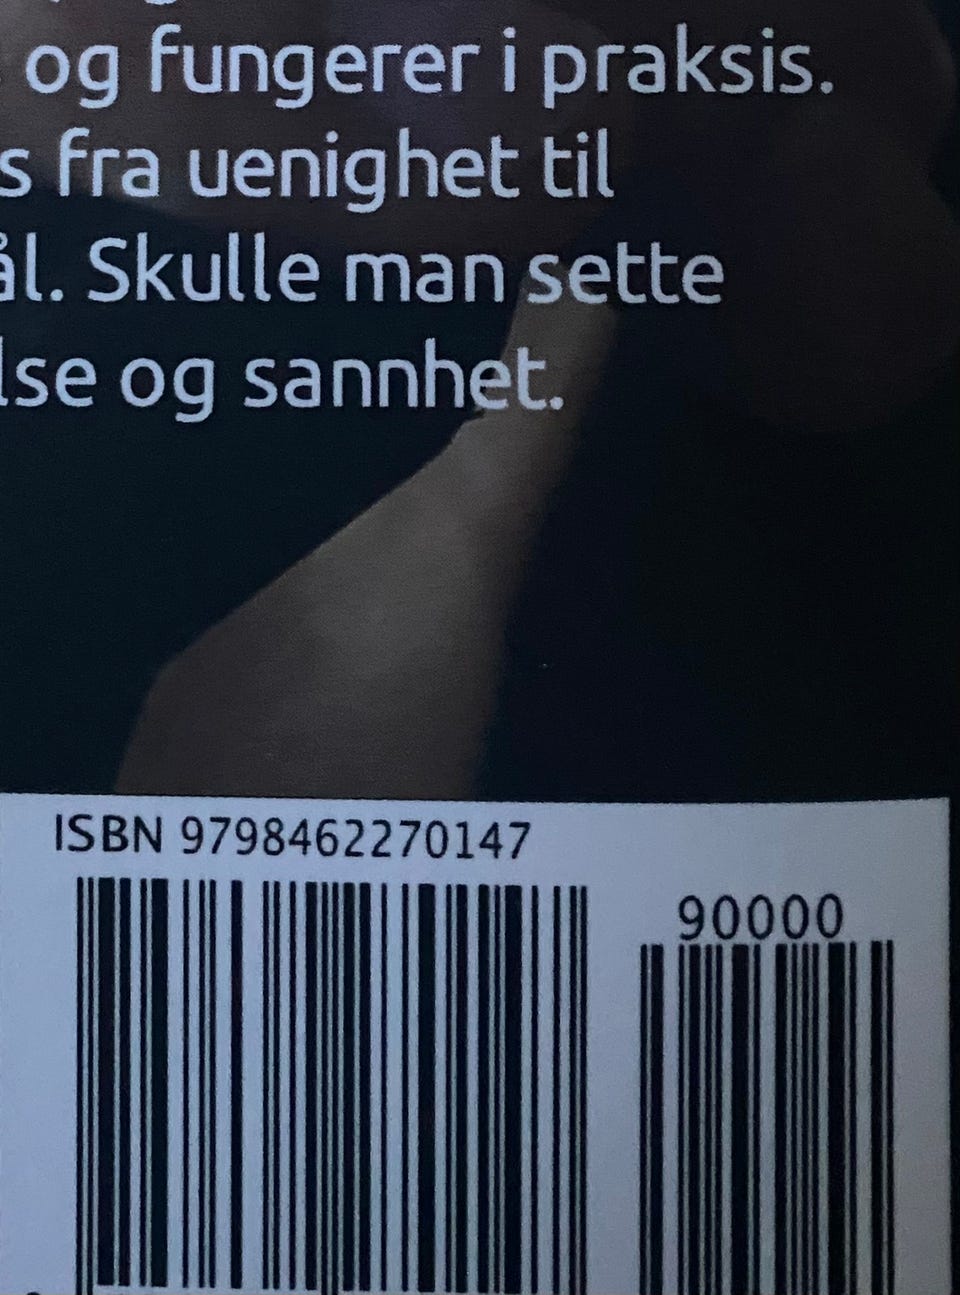 og fungerer i praksis.
s fra uenighet til
ål. Skulle man sette
lse og sannhet.
ISBN 9798462270147
90000